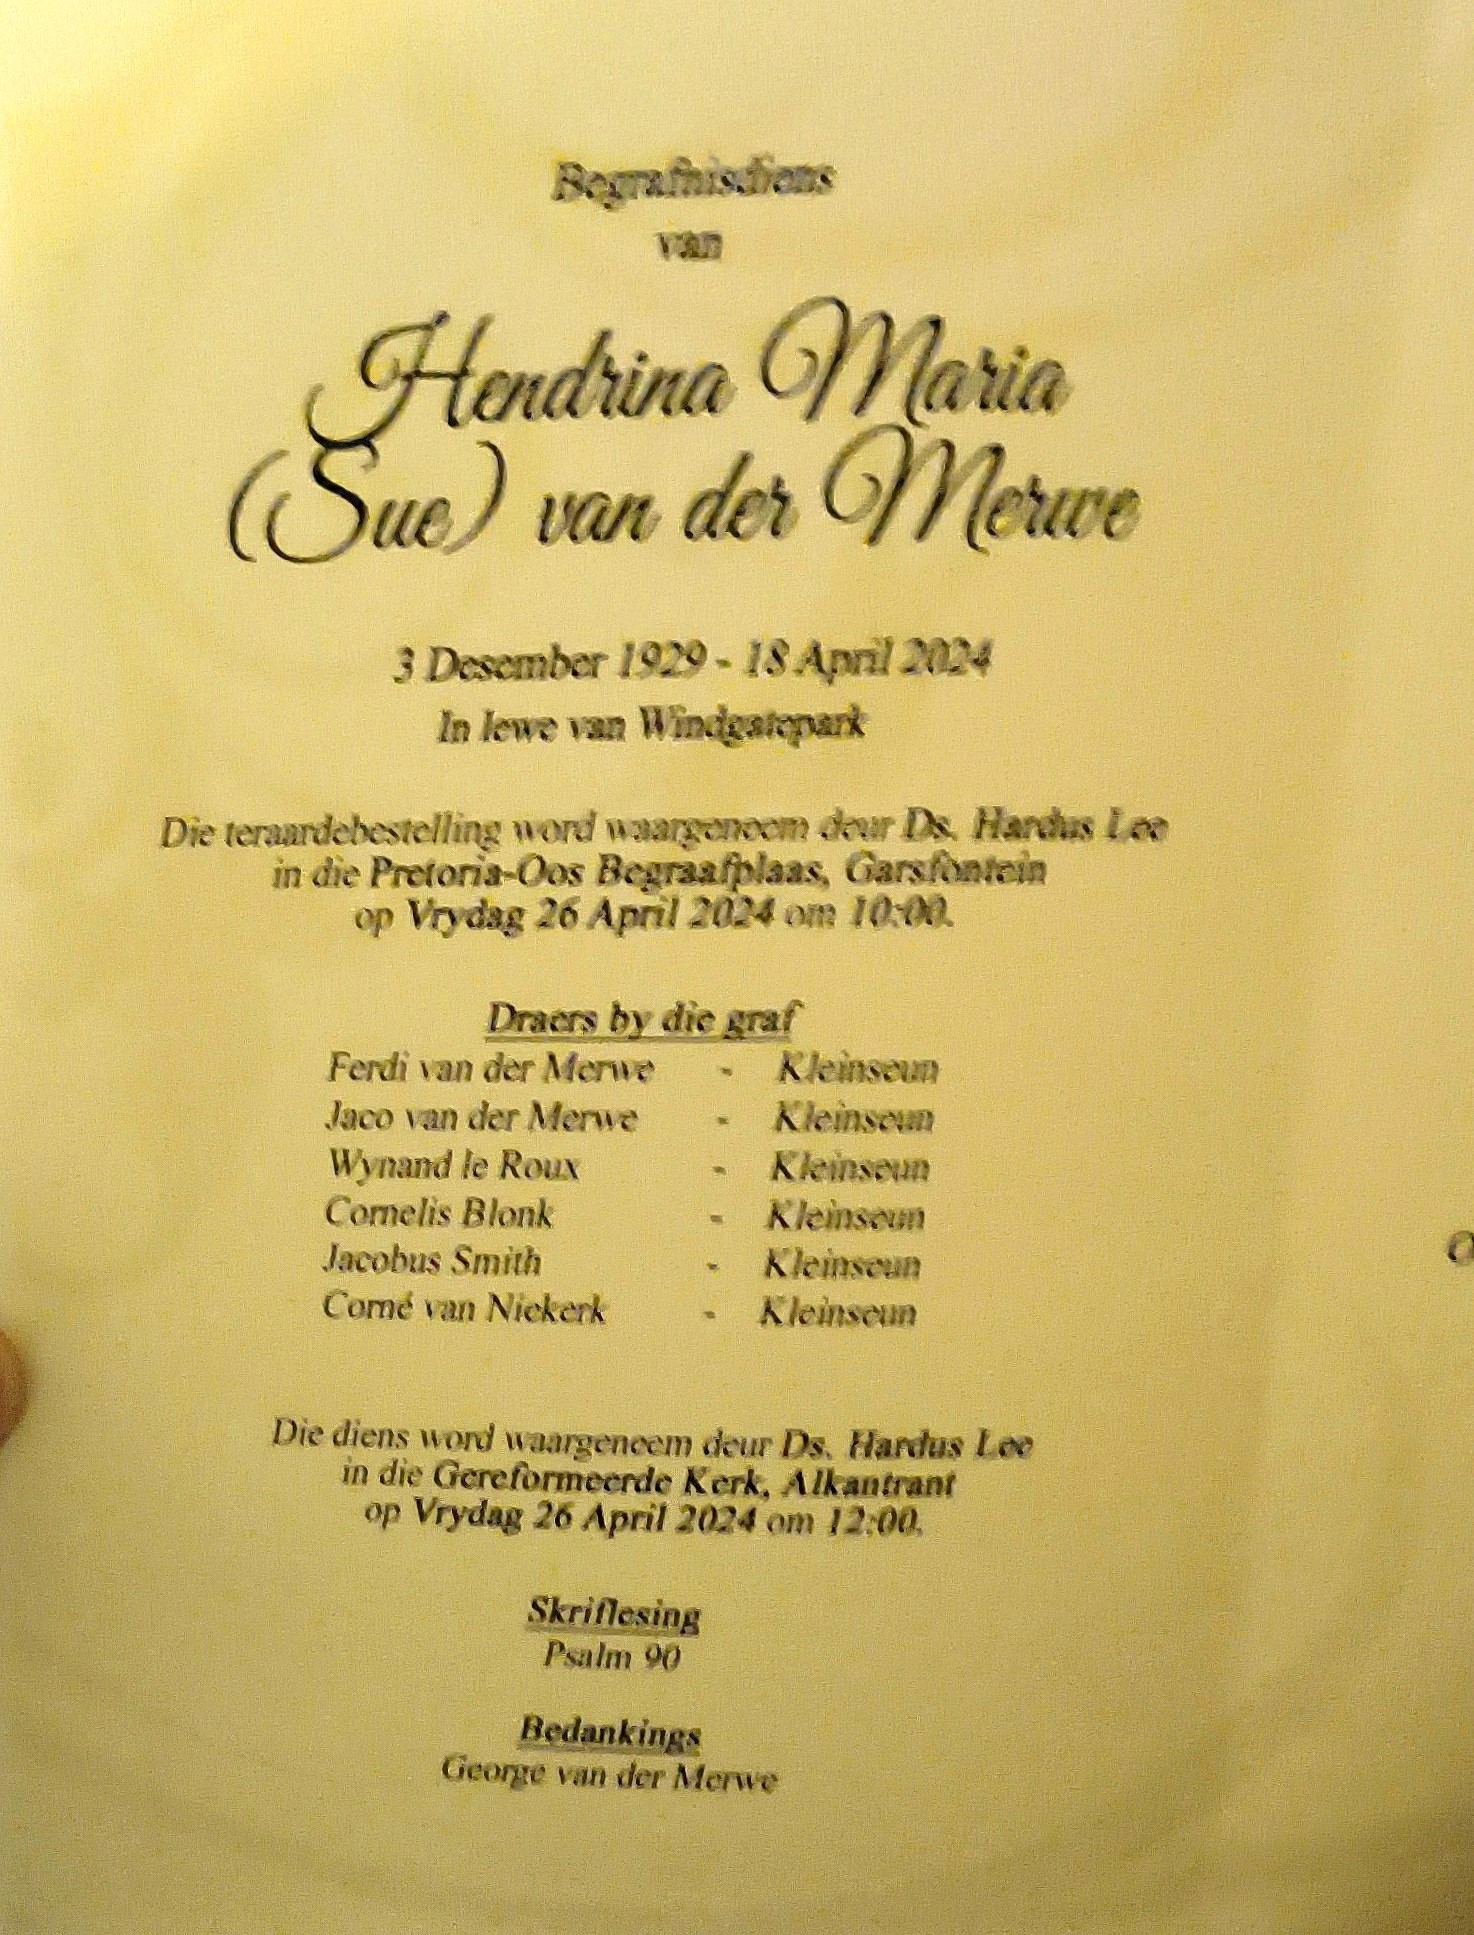 Begrafnisdiens
van
Hendrina Maria
(Sue) van der Merwe
3 Desember 1929 - 18 April 2024
In lewe van Windgatepark
Die teraardebestelling word waargeneem deur Ds. Hardus Lee
in die Pretoria-Oos Begraafplaas, Garsfontein
op Vrydag 26 April 2024 om 10:00.
Draers by die graf
Ferdi van der Merwe - Kleinseun
Jaco van der Merwe - Kleinseun
Wynand le Roux - Kleinseun
Cornelis Blonk - Kleinseun
Jacobus Smith - Kleinseun
Corné van Niekerk - Kleinseun
Die diens word waargeneem deur Ds. Hardus Lee
in die Gereformeerde Kerk, Alkantrant
op Vrydag 26 April 2024 om 12:00.
Skriflesing
Psalm 90
Bedankings
George van der Merwe